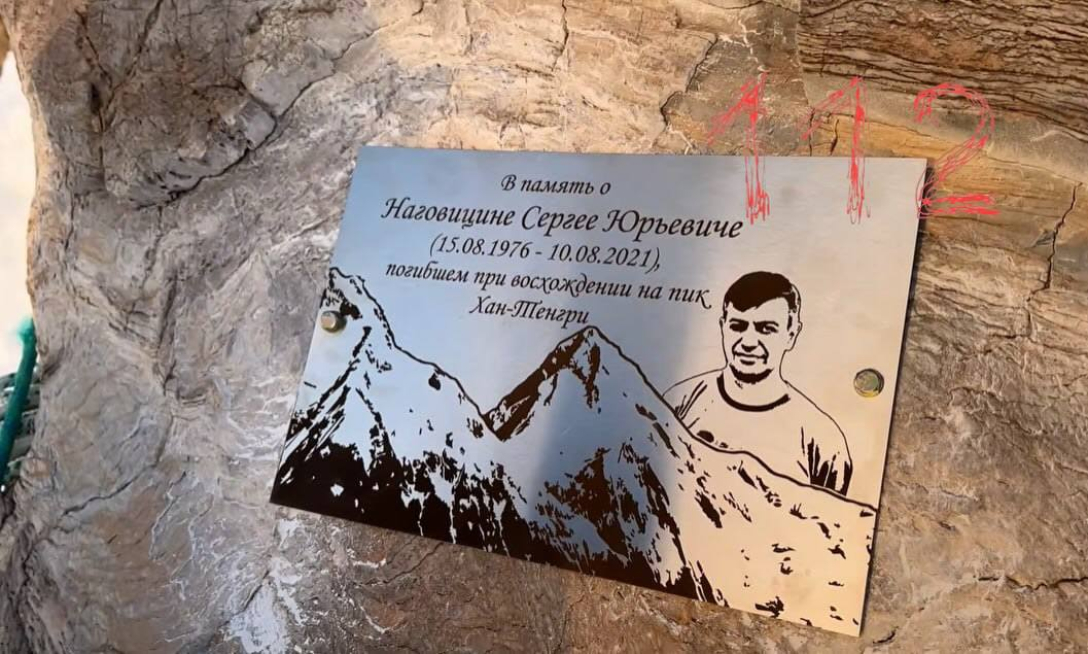 112
В память о
Наговицине Сергее Юрьевиче
(15.08.1976 - 10.08.2021),
погибшем при восхождении на пик
Хан-Тенгри